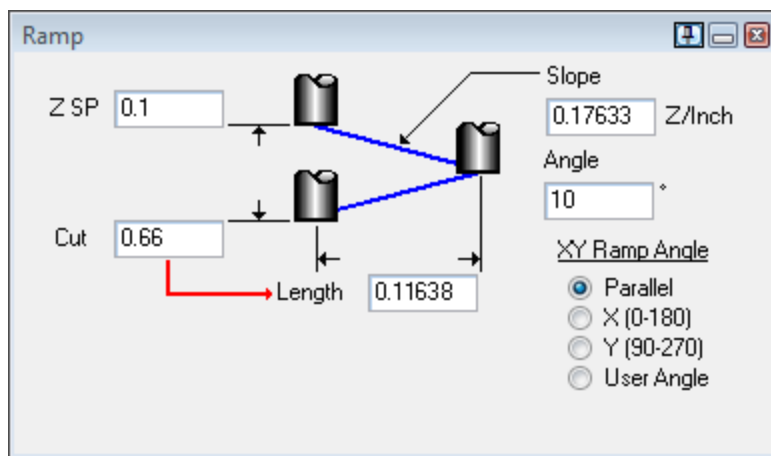 Ramp
Z SP 0.1
Slope
0.17633 Z/Inch
Angle
10 °
Cut 0.66
Length 0.11638
XY Ramp Angle
Parallel
X (0-180)
Y (90-270)
User Angle